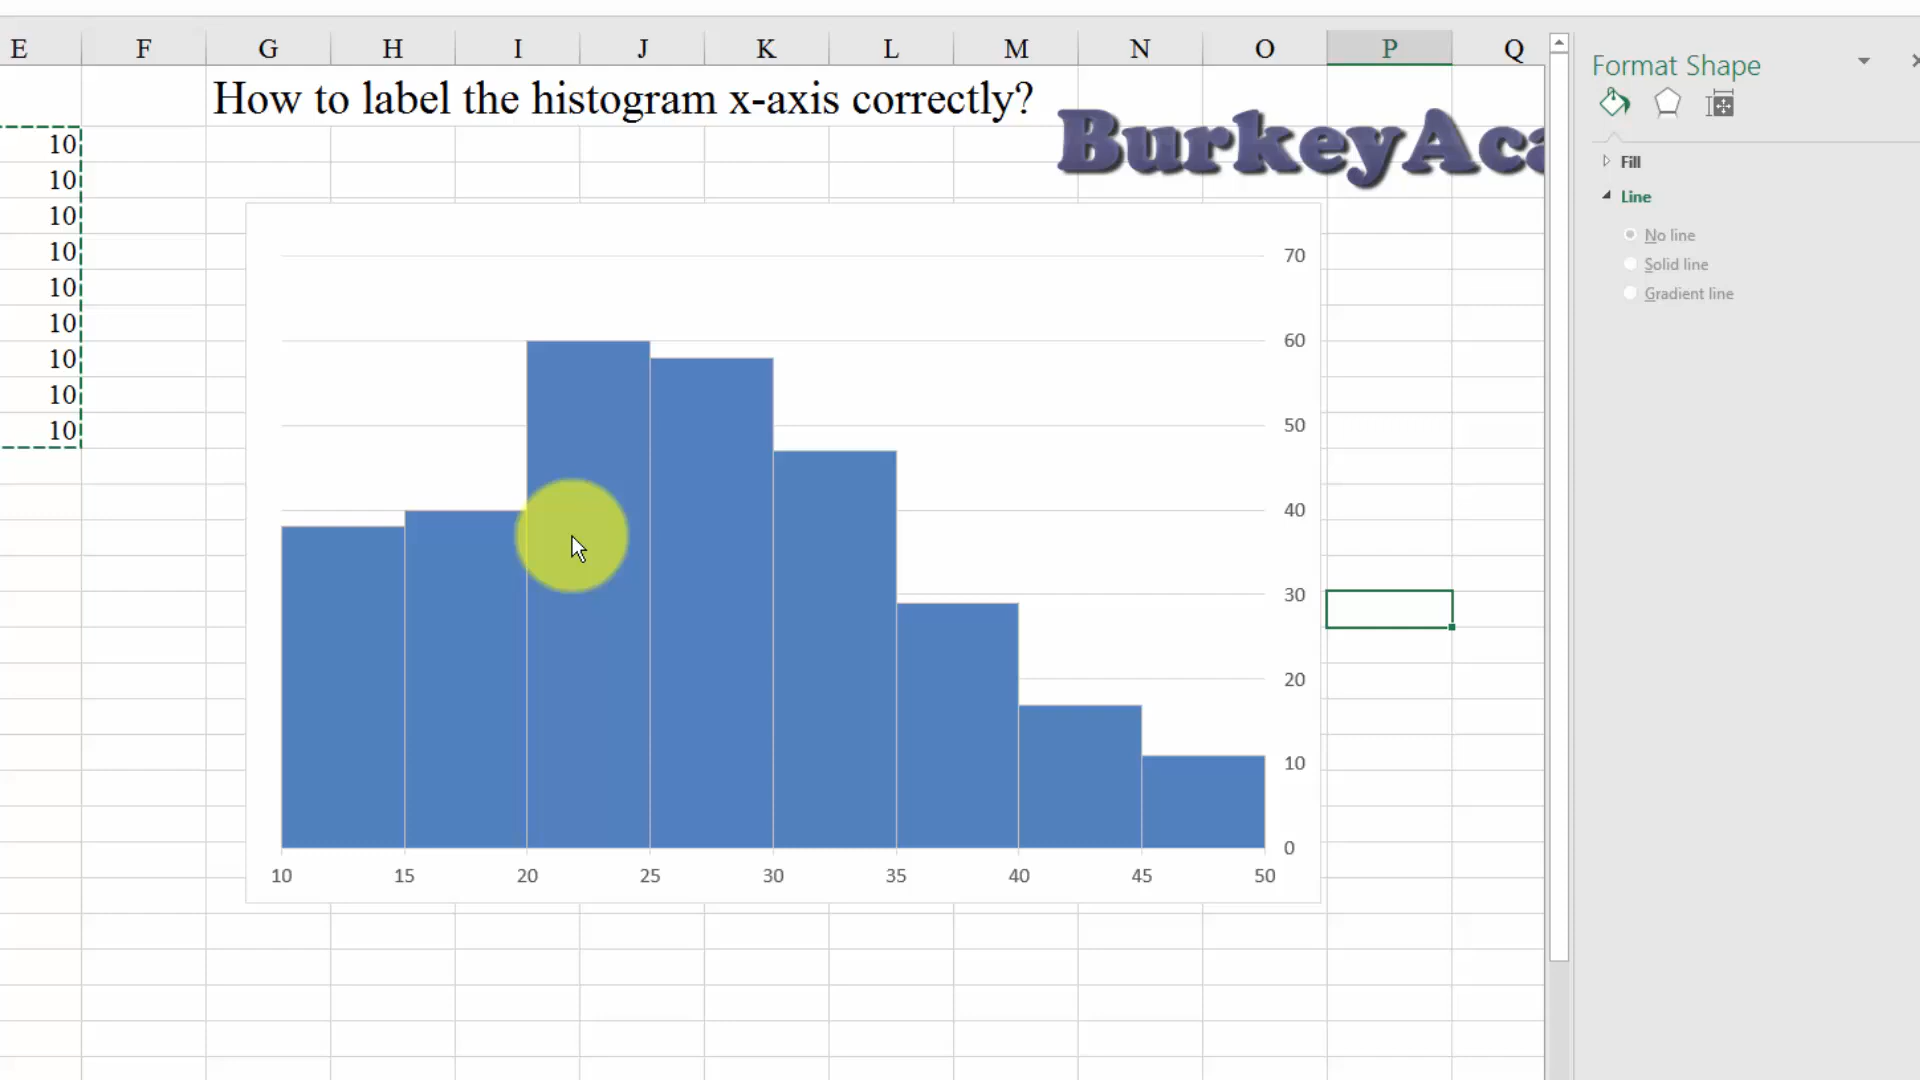 E F G H I J K L M N O P Q
How to label the histogram x-axis correctly?
BurkeyAca
10
10
10
10
10
10
10
10
10
70
60
50
40
30
20
10
0
10 15 20 25 30 35 40 45 50
Format Shape
Fill
Line
No line
Solid line
Gradient line